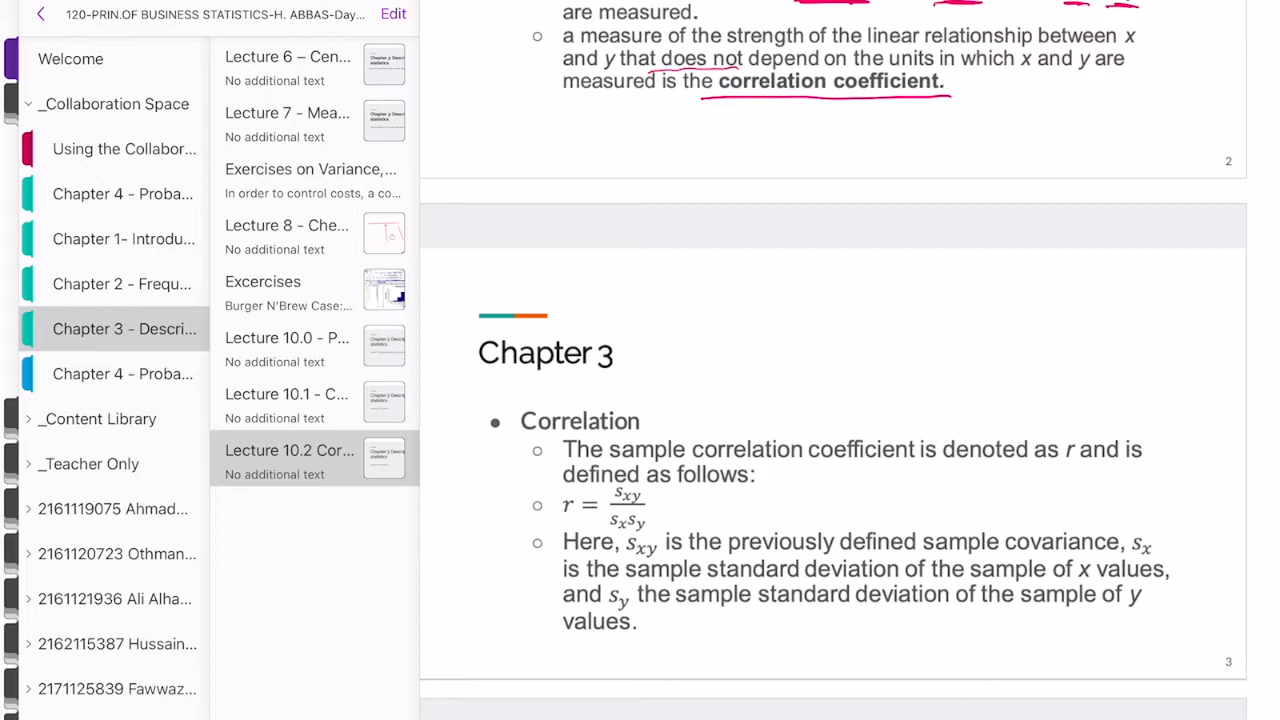 120-PRIN.OF BUSINESS STATISTICS-H. ABBAS-Day...
Edit
Welcome
_Collaboration Space
Using the Collabor...
Chapter 4 - Proba...
Chapter 1- Introdu...
Chapter 2 - Frequ...
Chapter 3 - Descri...
Chapter 4 - Proba...
_Content Library
_Teacher Only
2161119075 Ahmad...
2161120723 Othman...
2161121936 Ali Alha...
2162115387 Hussain...
2171125839 Fawwaz...
Lecture 6 – Cen...
No additional text
Lecture 7 - Mea...
No additional text
Exercises on Variance,...
In order to control costs, a co...
Lecture 8 - Che...
No additional text
Excercises
Burger N'Brew Case:...
Lecture 10.0 - P...
No additional text
Lecture 10.1 - C...
No additional text
Lecture 10.2 Cor...
No additional text
are measured.
○ a measure of the strength of the linear relationship between x
and y that does not depend on the units in which x and y are
measured is the correlation coefficient.
2
Chapter 3
● Correlation
○ The sample correlation coefficient is denoted as r and is
defined as follows:
○ r = s_xy / s_x s_y
○ Here, s_xy is the previously defined sample covariance, s_x
is the sample standard deviation of the sample of x values,
and s_y the sample standard deviation of the sample of y
values.
3